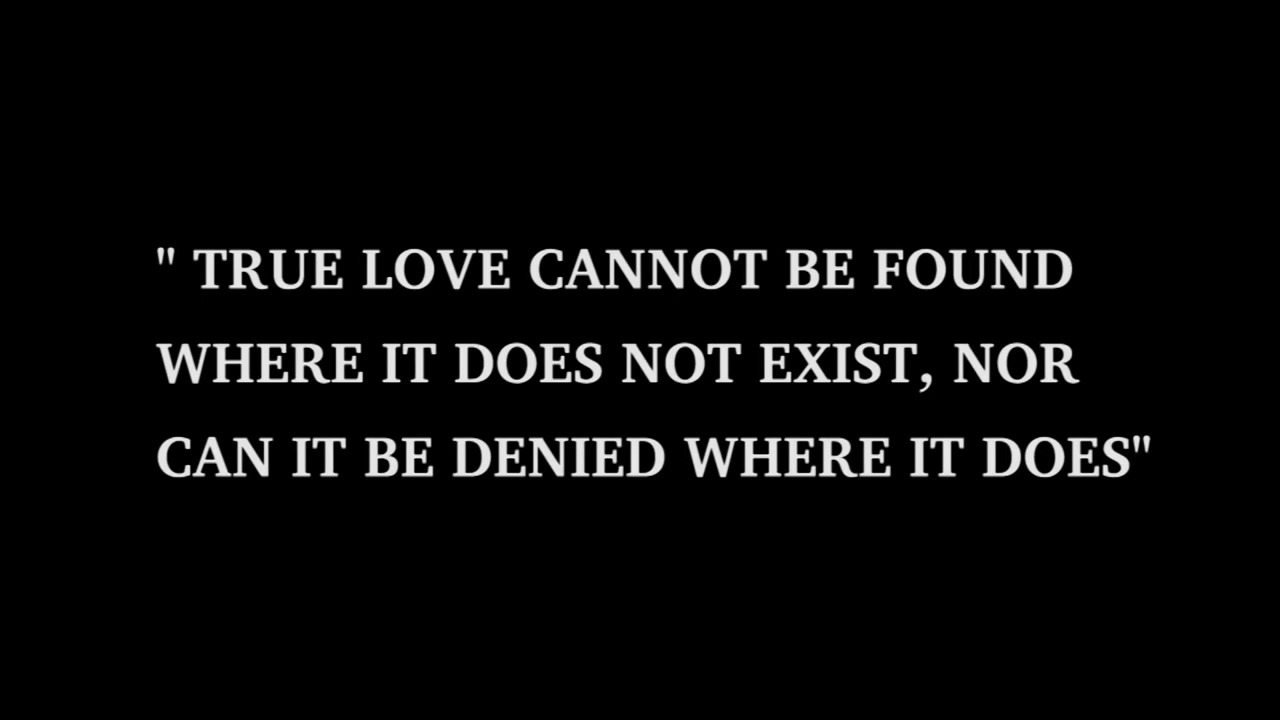 " TRUE LOVE CANNOT BE FOUND
WHERE IT DOES NOT EXIST, NOR
CAN IT BE DENIED WHERE IT DOES"